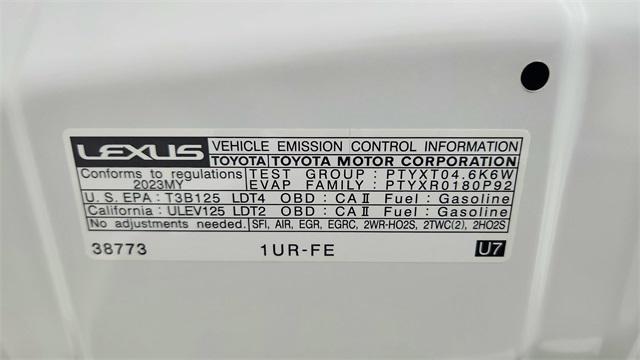 LEXUS VEHICLE EMISSION CONTROL INFORMATION
TOYOTA TOYOTA MOTOR CORPORATION
Conforms to regulations TEST GROUP : PTYXT04.6K6W
2023MY EVAP FAMILY : PTYXR0180P92
U.S. EPA : T3B125 LDT4 OBD : CA II Fuel : Gasoline
California : ULEV125 LDT2 OBD : CA II Fuel : Gasoline
No adjustments needed. SFI, AIR, EGR, EGRC, 2WR-HO2S, 2TWC(2), 2HO2S
38773 1UR-FE U7